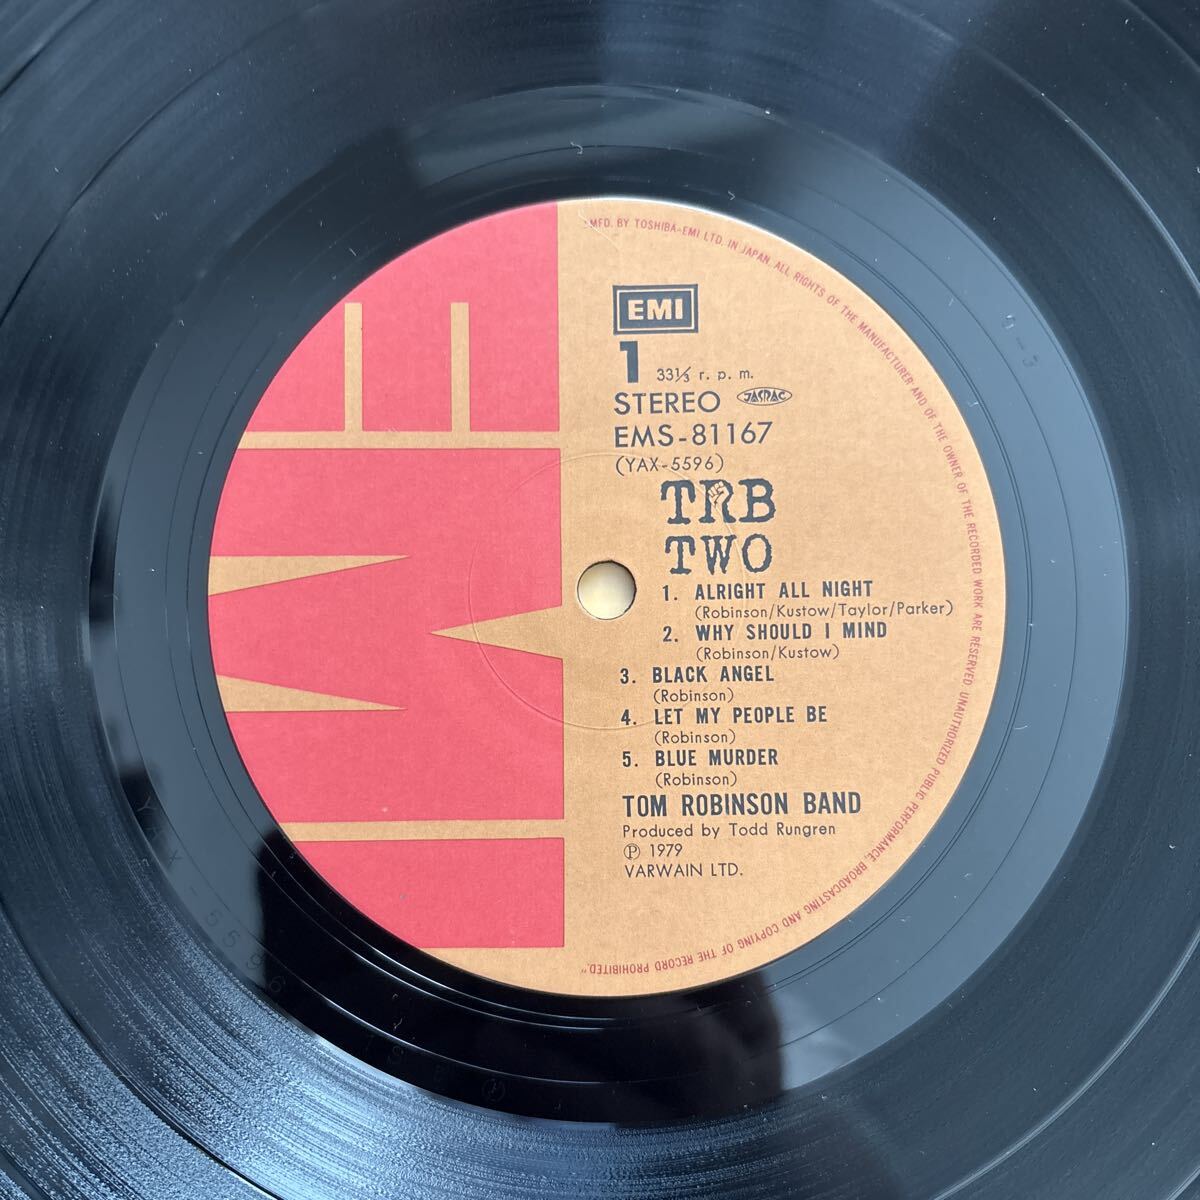 "MFD. BY TOSHIBA-EMI LTD. IN JAPAN. ALL RIGHTS OF THE MANUFACTURER AND OF THE OWNER OF THE RECORDED WORK ARE RESERVED. UNAUTHORIZED PUBLIC PERFORMANCE, BROADCASTING AND COPYING OF THE RECORD PROHIBITED."
EMI
EMI
1 33⅓ r. p. m.
STEREO JASRAC
EMS-81167
(YAX-5596)
TRB
TWO
1. ALRIGHT ALL NIGHT
(Robinson/Kustow/Taylor/Parker)
2. WHY SHOULD I MIND
(Robinson/Kustow)
3. BLACK ANGEL
(Robinson)
4. LET MY PEOPLE BE
(Robinson)
5. BLUE MURDER
(Robinson)
TOM ROBINSON BAND
Produced by Todd Rungren
Ⓟ 1979
VARWAIN LTD.